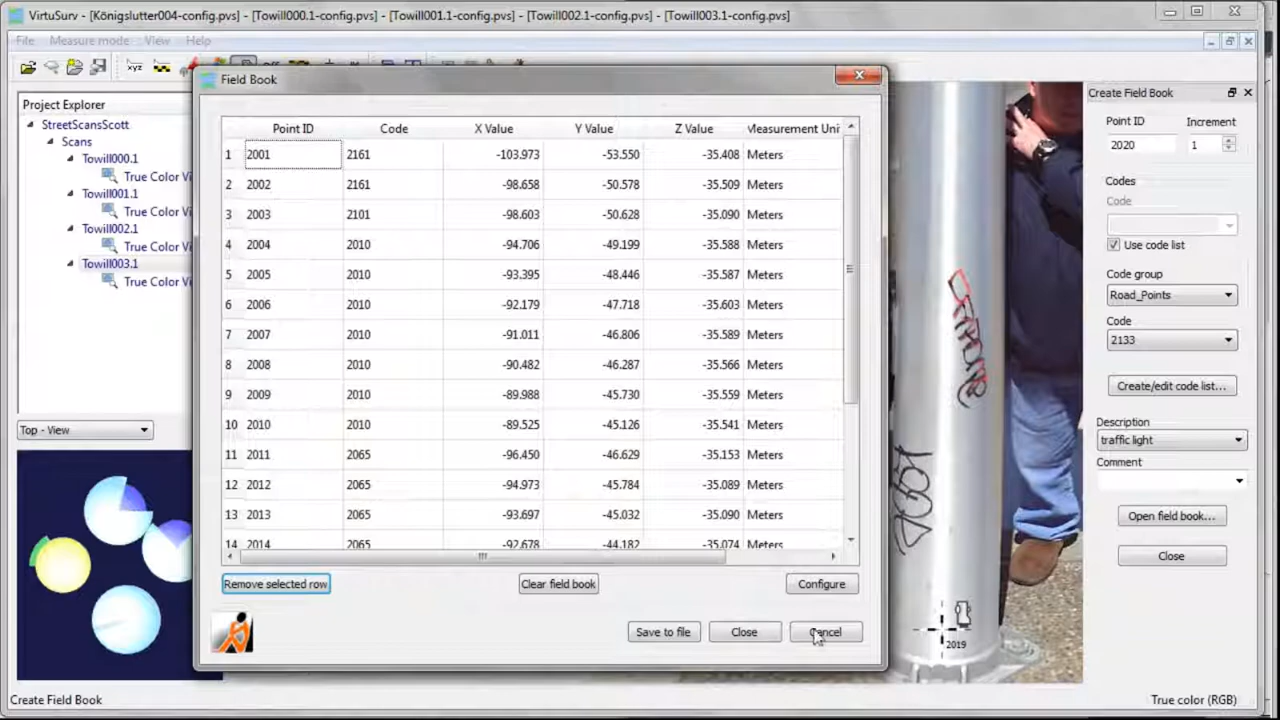 VirtuSurv - [Königslutter004-config.pvs] - [Towill000.1-config.pvs] - [Towill001.1-config.pvs] - [Towill002.1-config.pvs] - [Towill003.1-config.pvs]
File Measure mode View Help
xyz
Project Explorer
StreetScansScott
Scans
Towill000.1
True Color Vi
Towill001.1
True Color Vi
Towill002.1
True Color Vi
Towill003.1
True Color Vi
Top - View
Field Book
Point ID Code X Value Y Value Z Value Measurement Uni
1 2001 2161 -103.973 -53.550 -35.408 Meters
2 2002 2161 -98.658 -50.578 -35.509 Meters
3 2003 2101 -98.603 -50.628 -35.090 Meters
4 2004 2010 -94.706 -49.199 -35.588 Meters
5 2005 2010 -93.395 -48.446 -35.587 Meters
6 2006 2010 -92.179 -47.718 -35.603 Meters
7 2007 2010 -91.011 -46.806 -35.589 Meters
8 2008 2010 -90.482 -46.287 -35.566 Meters
9 2009 2010 -89.988 -45.730 -35.559 Meters
10 2010 2010 -89.525 -45.126 -35.541 Meters
11 2011 2065 -96.450 -46.629 -35.153 Meters
12 2012 2065 -94.973 -45.784 -35.089 Meters
13 2013 2065 -93.697 -45.032 -35.090 Meters
14 2014 2065 -92.678 -44.182 -35.074 Meters
Remove selected row Clear field book Configure
Save to file Close Cancel
2019
Create Field Book
Point ID Increment
2020 1
Codes
Code
Use code list
Code group
Road_Points
Code
2133
Create/edit code list...
Description
traffic light
Comment
Open field book...
Close
Create Field Book
True color (RGB)